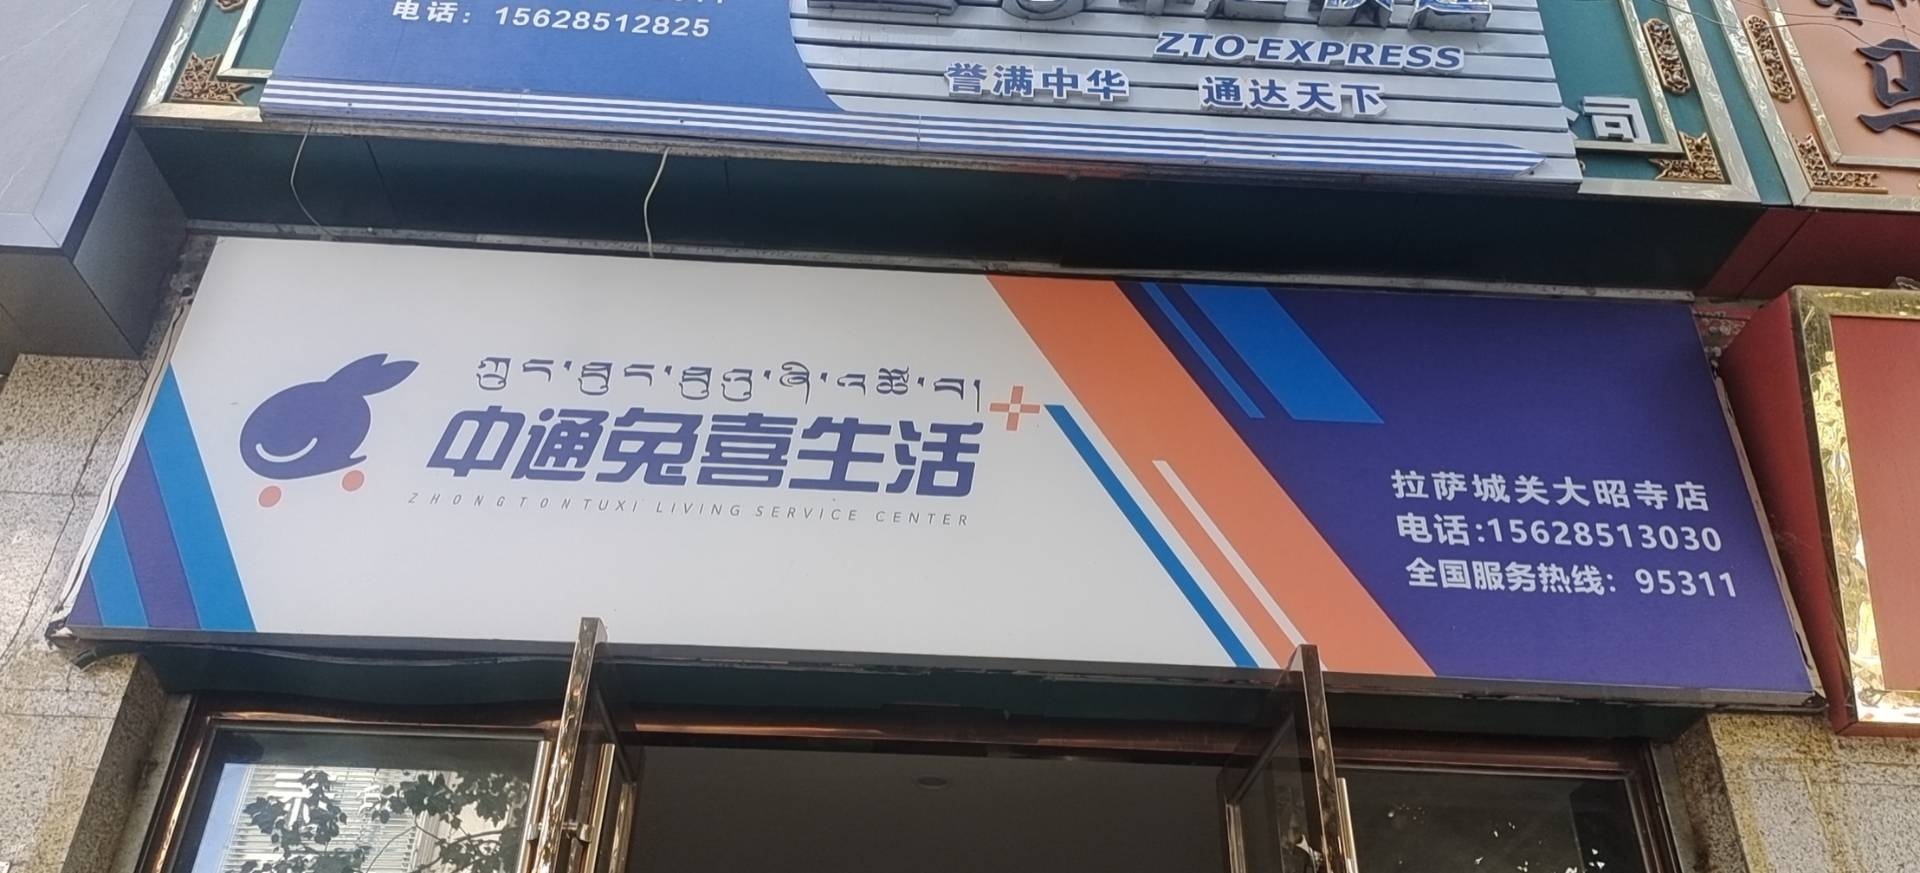 电话：15628512825
ZTO EXPRESS
誉满中华 通达天下
司
ཀྲུང་ཐུང་ཐུའུ་ཞི་འཚོ་བ།
中通兔喜生活
ZHONGTONTUXI LIVING SERVICE CENTER
拉萨城关大昭寺店
电话:15628513030
全国服务热线：95311